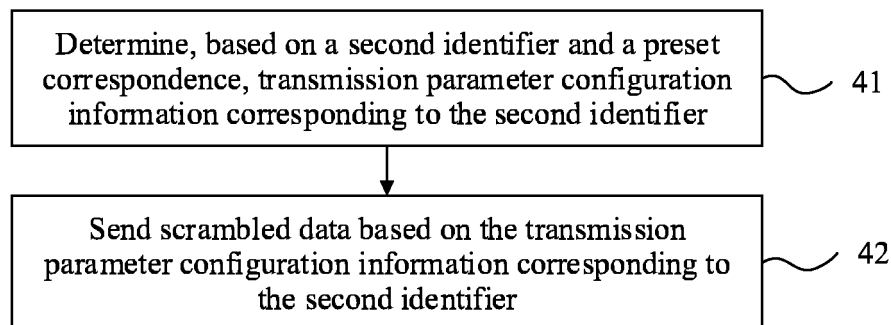 Determine, based on a second identifier and a preset
correspondence, transmission parameter configuration
information corresponding to the second identifier
41
Send scrambled data based on the transmission
parameter configuration information corresponding to
the second identifier
42